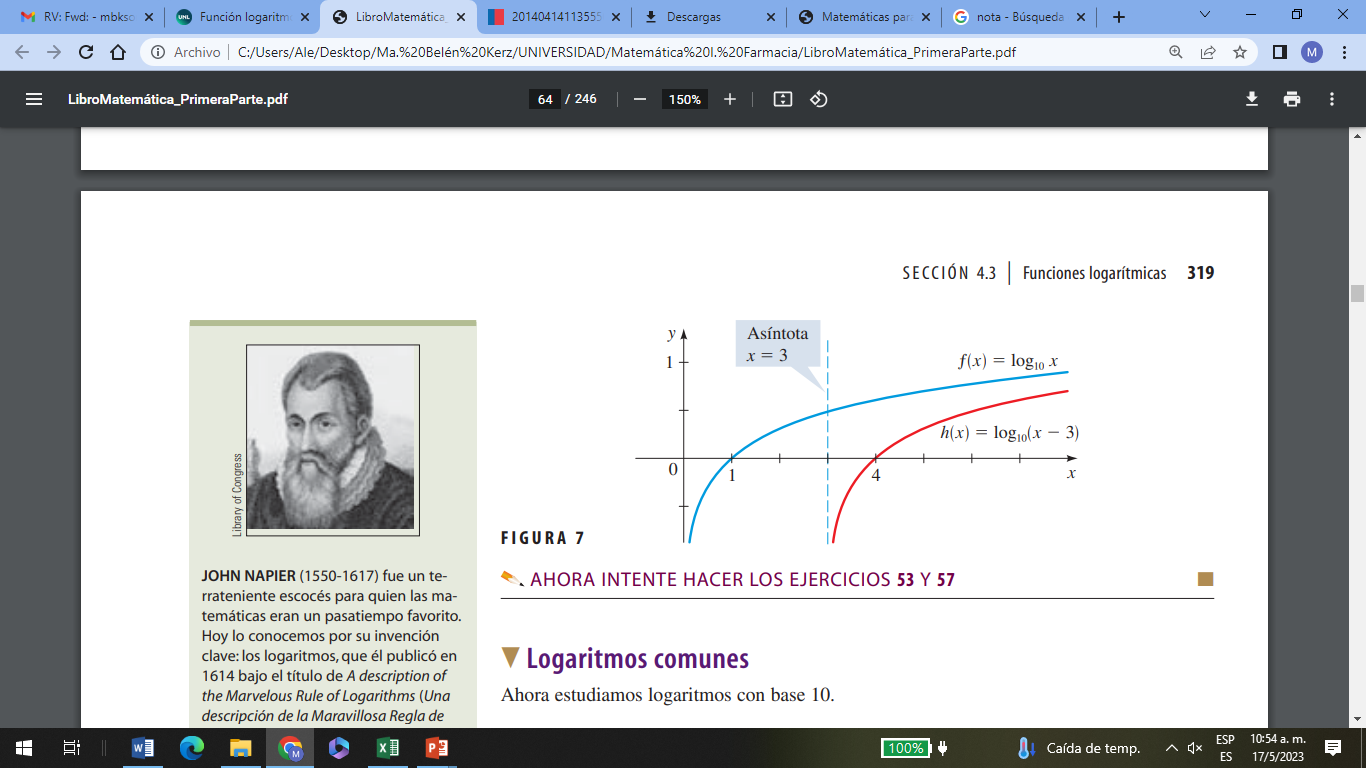 RV: Fwd: - mbkso
UNL
Función logaritm
LibroMatemática_
20140414113555
Descargas
Matemáticas par
nota - Búsqueda
Archivo
C:/Users/Ale/Desktop/Ma.%20Belén%20Kerz/UNIVERSIDAD/Matemática%20I.%20Farmacia/LibroMatemática_PrimeraParte.pdf
M
LibroMatemática_PrimeraParte.pdf
64 / 246
150%
SECCIÓN 4.3 | Funciones logarítmicas 319
Library of Congress
JOHN NAPIER (1550-1617) fue un te-
rrateniente escocés para quien las ma-
temáticas eran un pasatiempo favorito.
Hoy lo conocemos por su invención
clave: los logaritmos, que él publicó en
1614 bajo el título de A description of
the Marvelous Rule of Logarithms (Una
descripción de la Maravillosa Regla de
y
1
Asíntota
x = 3
f(x) = log₁₀ x
h(x) = log₁₀(x − 3)
0
1
4
x
FIGURA 7
AHORA INTENTE HACER LOS EJERCICIOS 53 Y 57
Logaritmos comunes
Ahora estudiamos logaritmos con base 10.
100%
Caída de temp.
ESP
ES
10:54 a. m.
17/5/2023